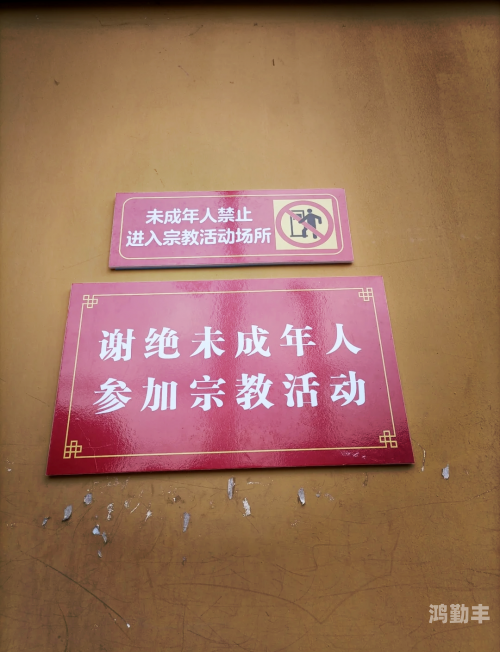 未成年人禁止
进入宗教活动场所
谢绝未成年人
参加宗教活动
鸿勤丰